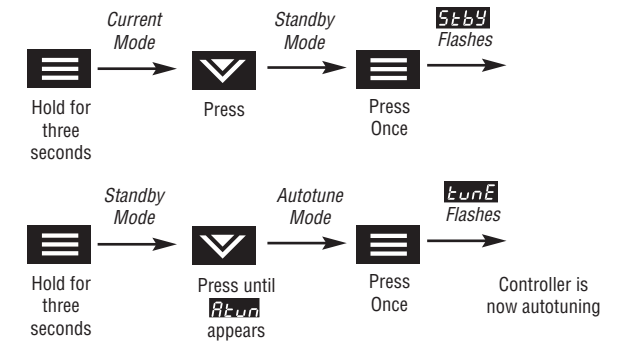 Current Mode
Standby Mode
Stby
Flashes
Hold for three seconds
Press
Press Once
Standby Mode
Autotune Mode
tunE
Flashes
Hold for three seconds
Press until
Atun
appears
Press Once
Controller is now autotuning